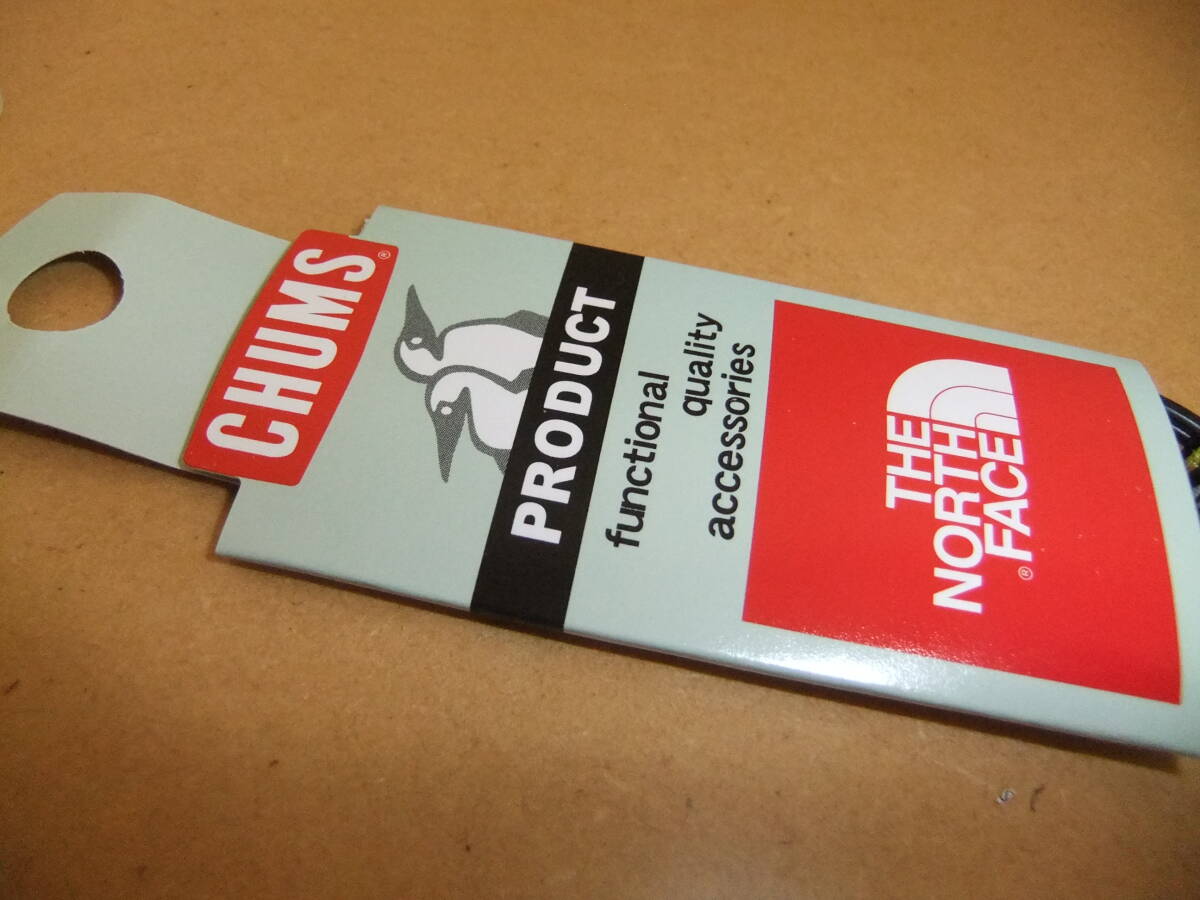 CHUMS®
PRODUCT
functional
quality
accessories
THE
NORTH
FACE®